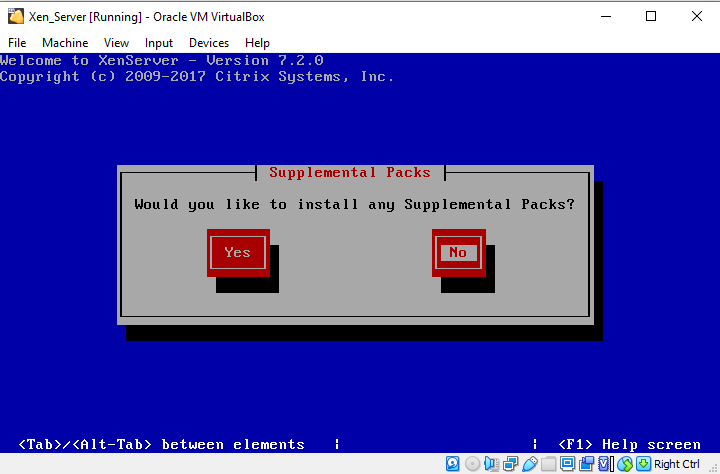 Xen_Server [Running] - Oracle VM VirtualBox
File Machine View Input Devices Help
Welcome to XenServer - Version 7.2.0
Copyright (c) 2009-2017 Citrix Systems, Inc.
Supplemental Packs
Would you like to install any Supplemental Packs?
Yes No
<Tab>/<Alt-Tab> between elements | | <F1> Help screen
Right Ctrl